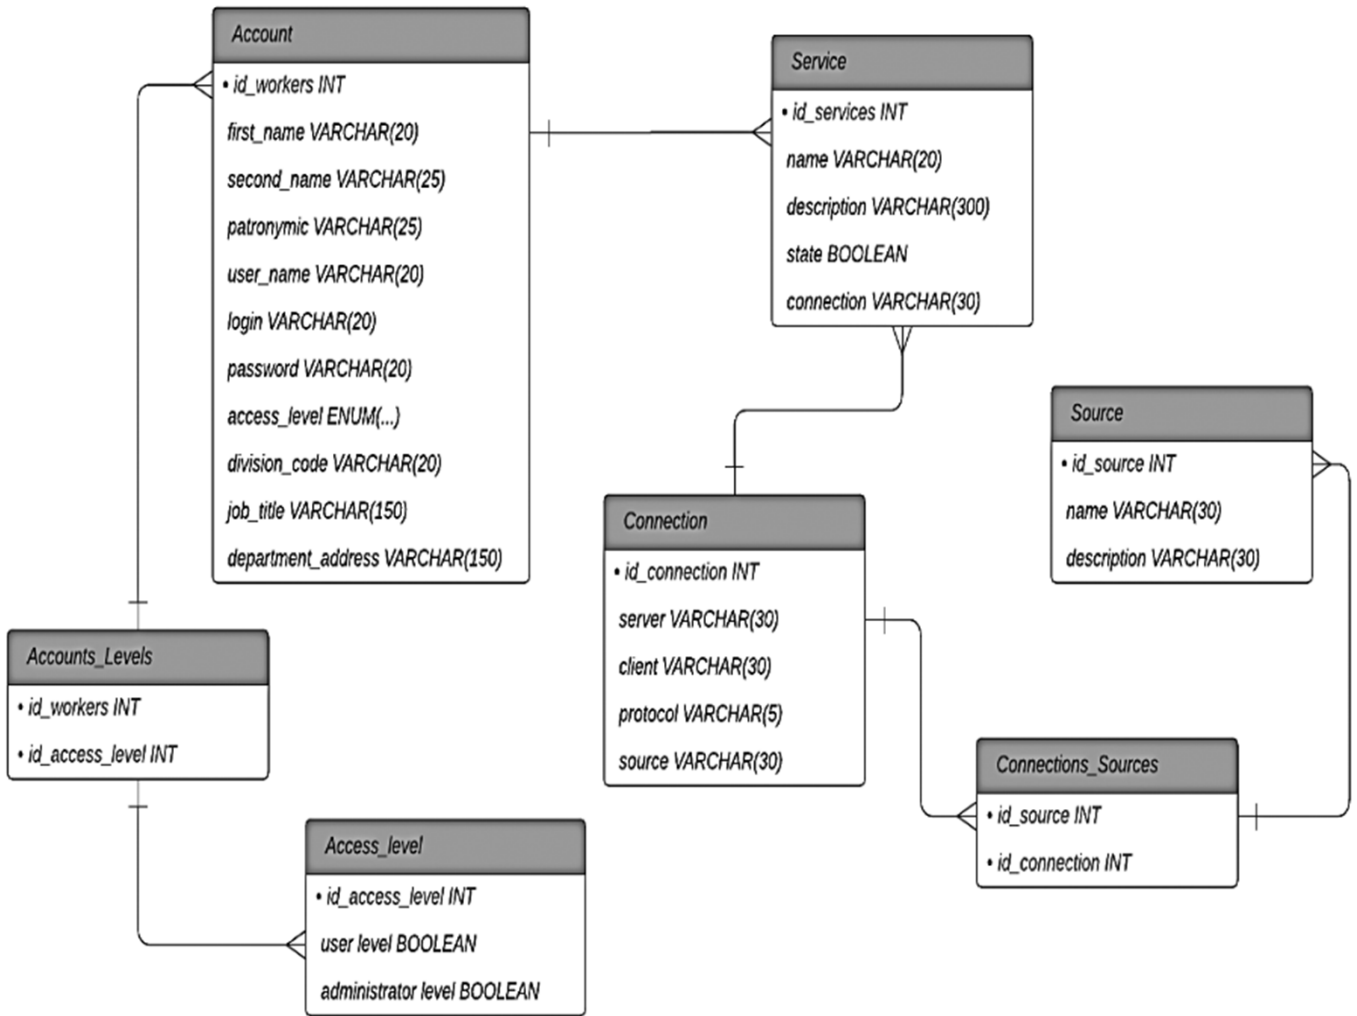 Account
• id_workers INT
first_name VARCHAR(20)
second_name VARCHAR(25)
patronymic VARCHAR(25)
user_name VARCHAR(20)
login VARCHAR(20)
password VARCHAR(20)
access_level ENUM(...)
division_code VARCHAR(20)
job_title VARCHAR(150)
department_address VARCHAR(150)
Service
• id_services INT
name VARCHAR(20)
description VARCHAR(300)
state BOOLEAN
connection VARCHAR(30)
Source
• id_source INT
name VARCHAR(30)
description VARCHAR(30)
Connection
• id_connection INT
server VARCHAR(30)
client VARCHAR(30)
protocol VARCHAR(5)
source VARCHAR(30)
Accounts_Levels
• id_workers INT
• id_access_level INT
Connections_Sources
• id_source INT
• id_connection INT
Access_level
• id_access_level INT
user level BOOLEAN
administrator level BOOLEAN